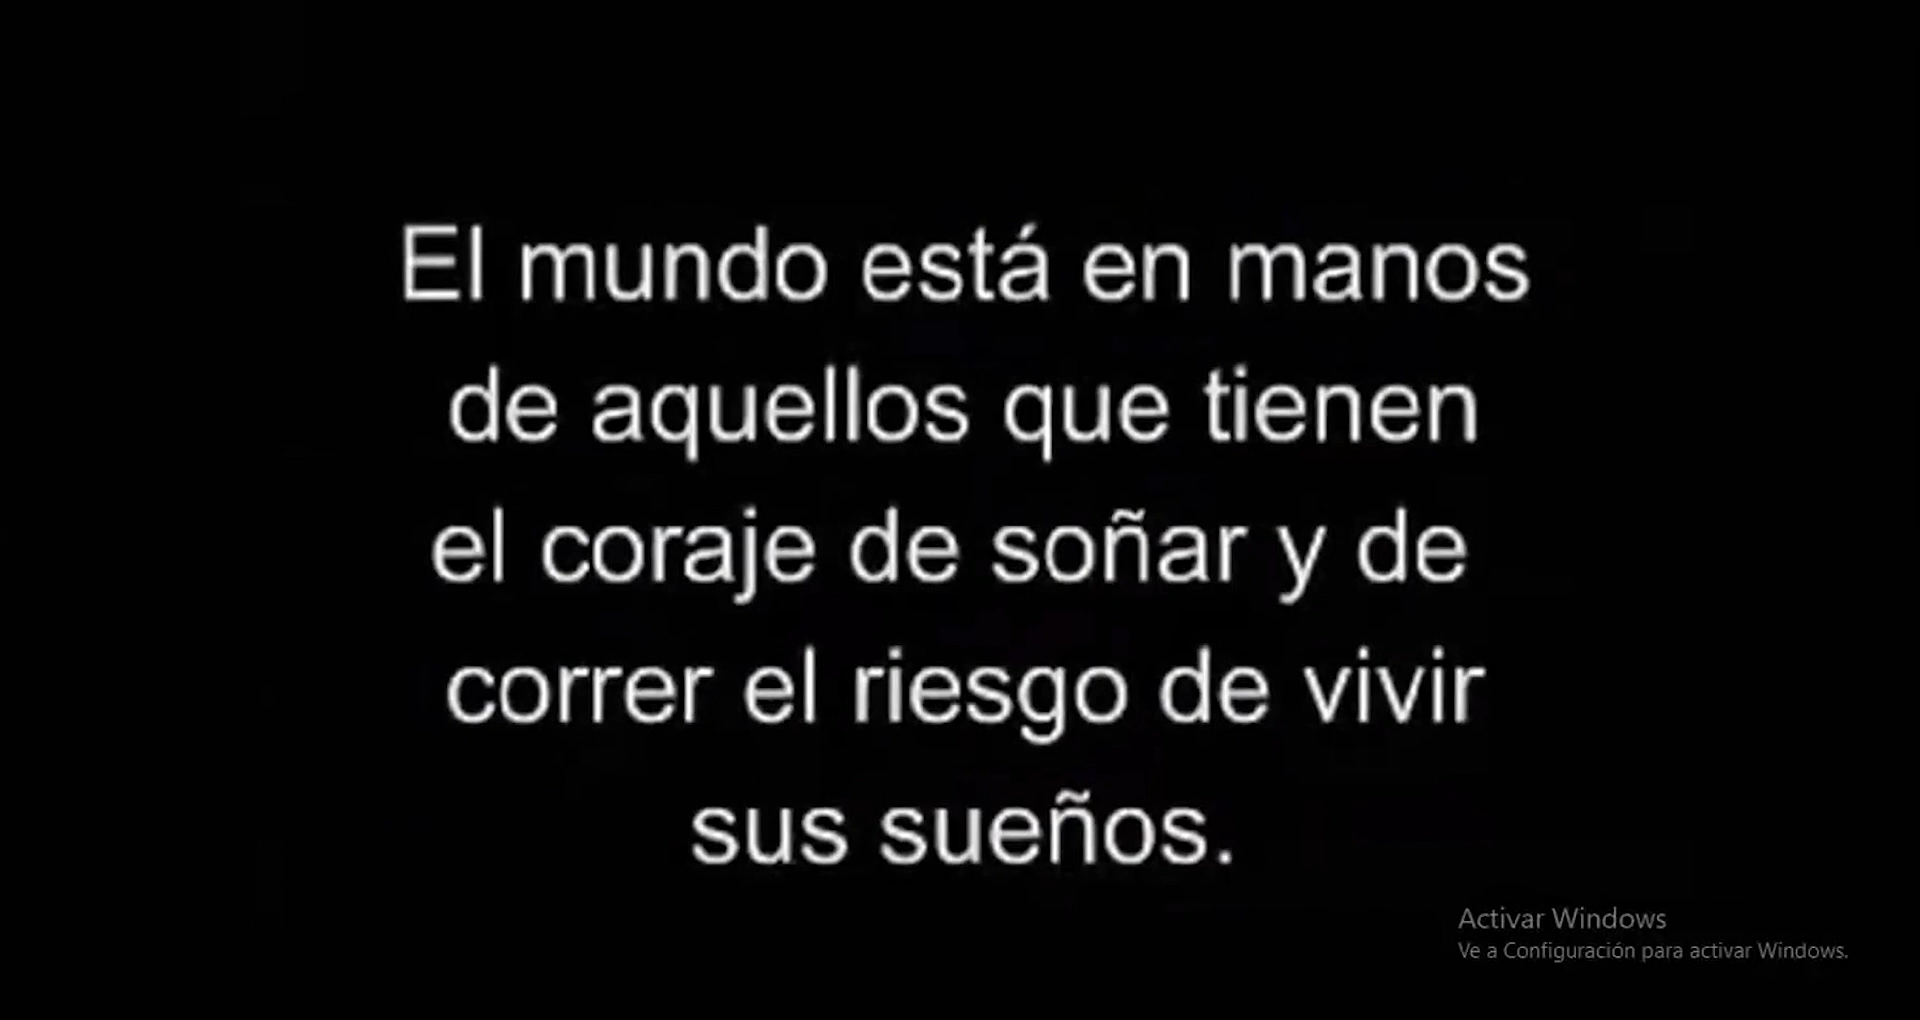 El mundo está en manos
de aquellos que tienen
el coraje de soñar y de
correr el riesgo de vivir
sus sueños.
Activar Windows
Ve a Configuración para activar Windows.